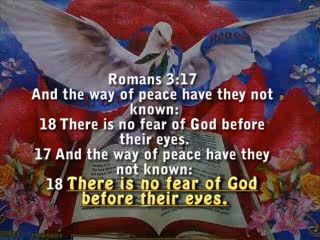 Romans 3:17
And the way of peace have they not
known:
18 There is no fear of God before
their eyes.
17 And the way of peace have they
not known:
18 There is no fear of God
before their eyes.